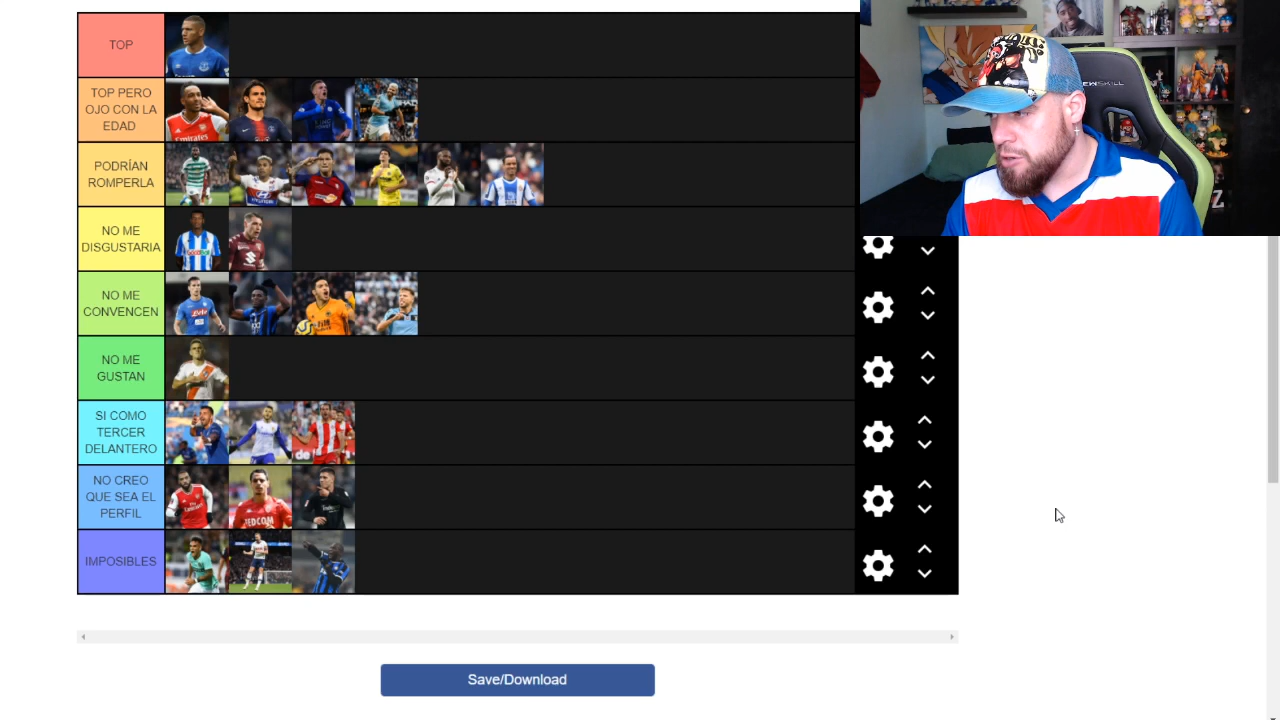 TOP
TOP PERO
OJO CON LA
EDAD
PODRÍAN
ROMPERLA
NO ME
DISGUSTARIA
NO ME
CONVENCEN
NO ME
GUSTAN
SI COMO
TERCER
DELANTERO
NO CREO
QUE SEA EL
PERFIL
IMPOSIBLES
Save/Download